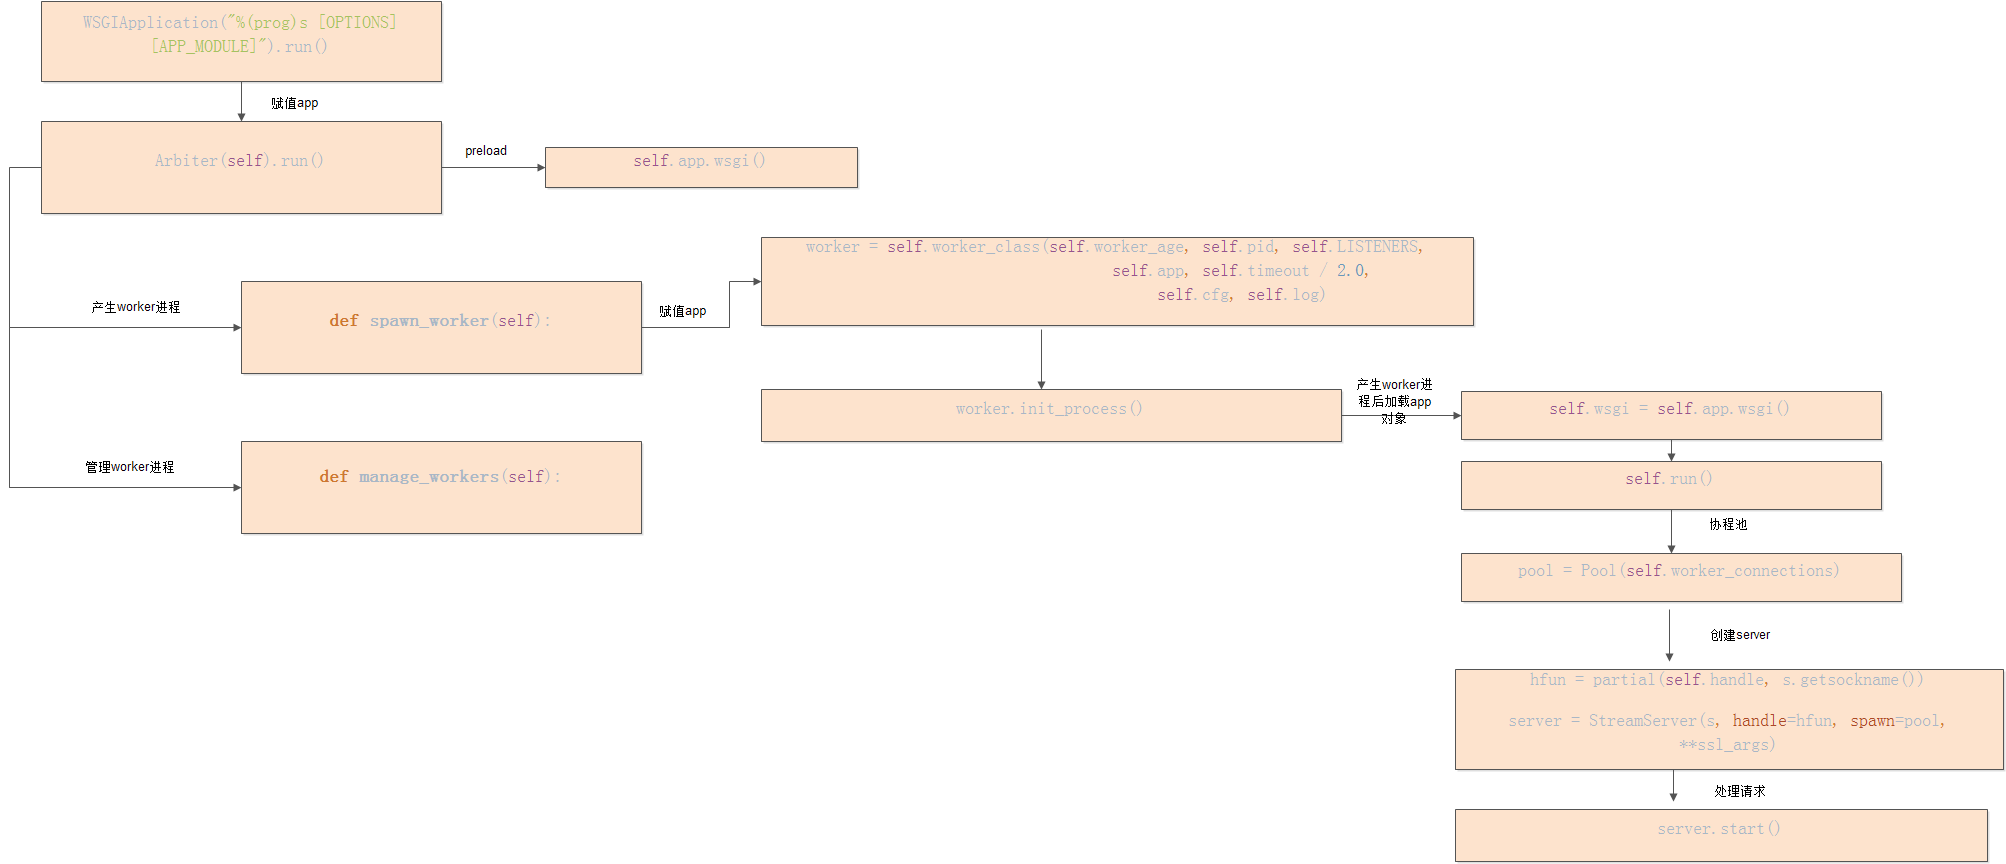 WSGIApplication("%(prog)s [OPTIONS]
[APP_MODULE]").run()
赋值app
Arbiter(self).run()
preload
self.app.wsgi()
产生worker进程
def spawn_worker(self):
赋值app
worker = self.worker_class(self.worker_age, self.pid, self.LISTENERS,
self.app, self.timeout / 2.0,
self.cfg, self.log)
worker.init_process()
产生worker进
程后加载app
对象
self.wsgi = self.app.wsgi()
管理worker进程
def manage_workers(self):
self.run()
协程池
pool = Pool(self.worker_connections)
创建server
hfun = partial(self.handle, s.getsockname())
server = StreamServer(s, handle=hfun, spawn=pool,
**ssl_args)
处理请求
server.start()